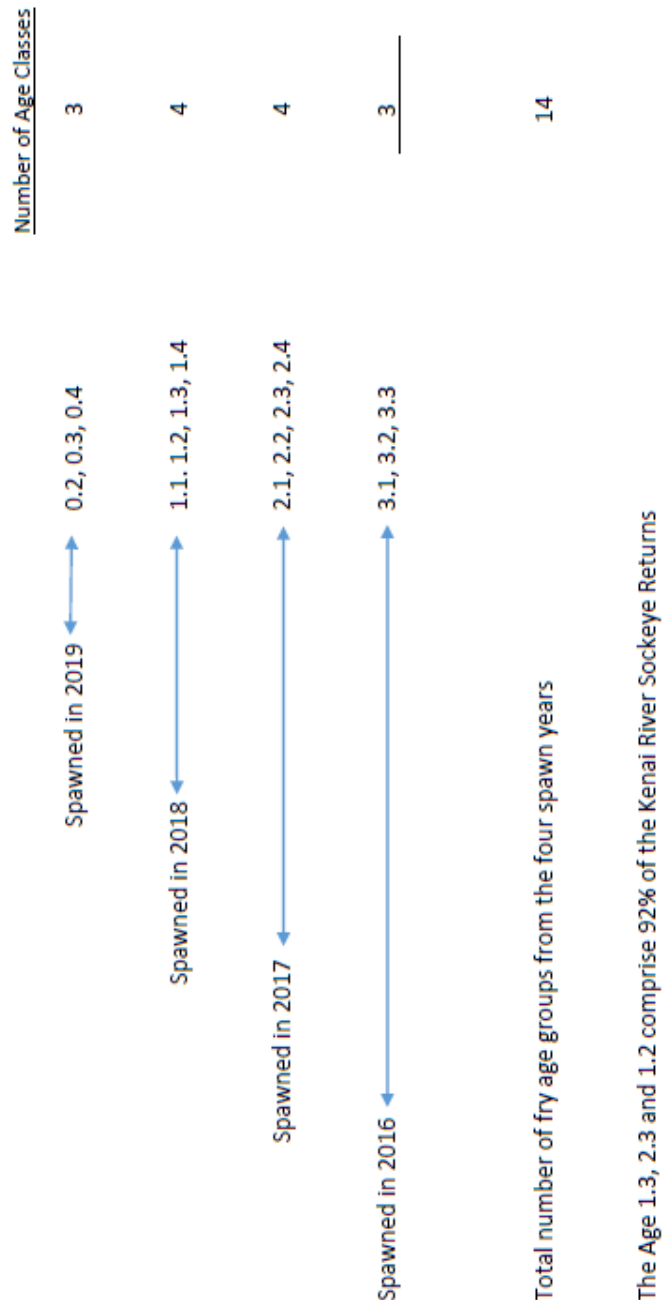 Number of Age Classes
Spawned in 2019 0.2, 0.3, 0.4 3
Spawned in 2018 1.1. 1.2, 1.3, 1.4 4
Spawned in 2017 2.1, 2.2, 2.3, 2.4 4
Spawned in 2016 3.1, 3.2, 3.3 3
Total number of fry age groups from the four spawn years 14
The Age 1.3, 2.3 and 1.2 comprise 92% of the Kenai River Sockeye Returns